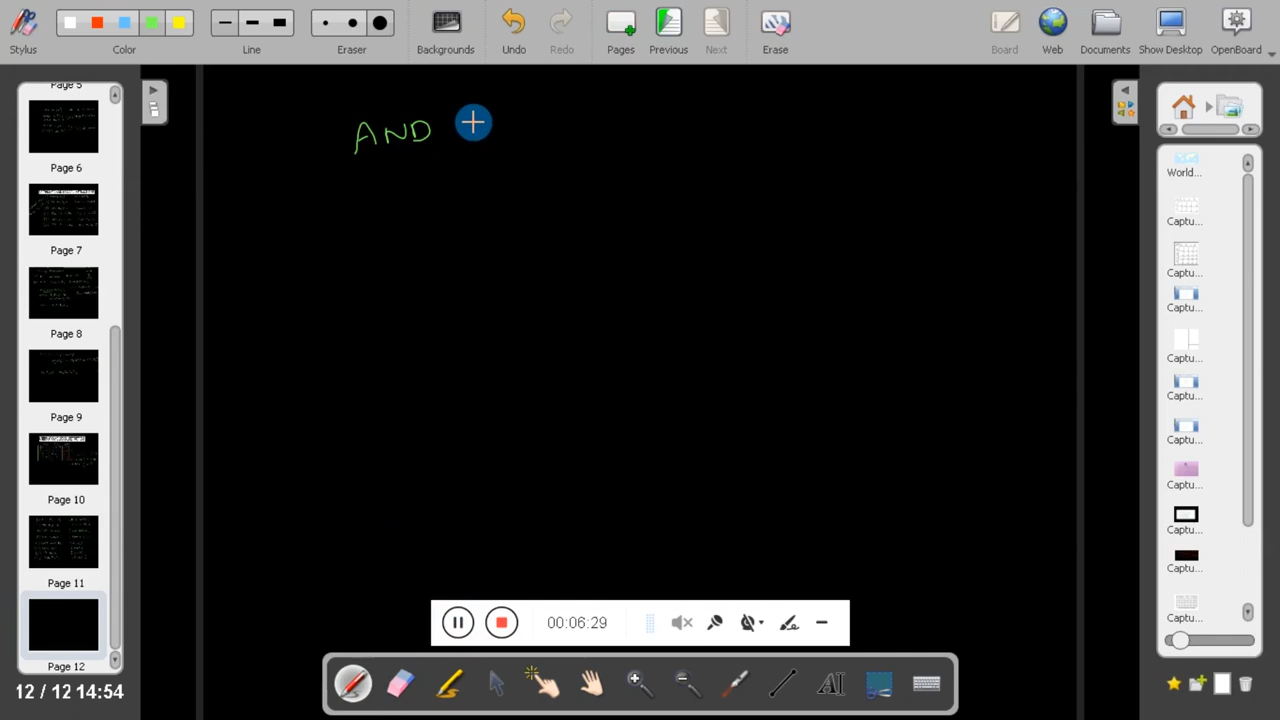 Stylus
Color
Line
Eraser
Backgrounds
Undo
Redo
Pages
Previous
Next
Erase
Board
Web
Documents
Show Desktop
OpenBoard
Page 5
Page 6
Page 7
Page 8
Page 9
Page 10
Page 11
Page 12
12 / 12 14:54
AND
World...
Captu...
Captu...
Captu...
Captu...
Captu...
Captu...
Captu...
Captu...
Captu...
Captu...
00:06:29
AI